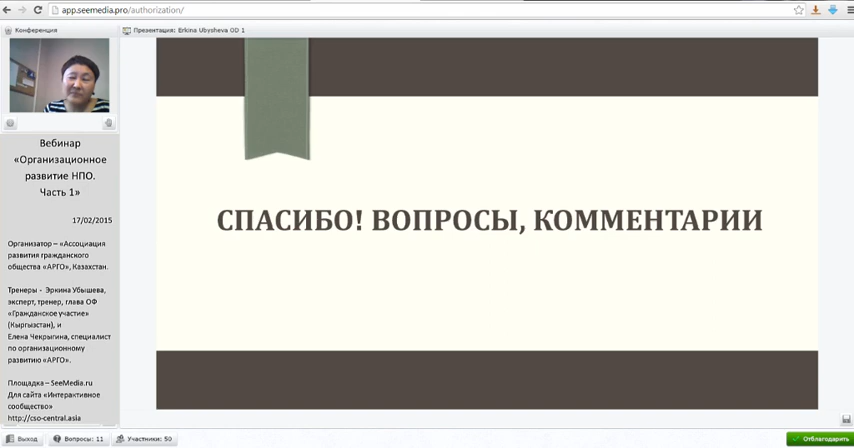 app.seemedia.pro/authorization/
Конференция
Презентация: Erkina Ubysheva OD 1
Вебинар
«Организационное
развитие НПО.
Часть 1»
17/02/2015
Организатор – «Ассоциация
развития гражданского
общества «АРГО», Казахстан.
Тренеры - Эркина Убышева,
эксперт, тренер, глава ОФ
«Гражданское участие»
(Кыргызстан), и
Елена Чекрыгина, специалист
по организационному
развитию «АРГО».
Площадка – SeeMedia.ru
Для сайта «Интерактивное
сообщество»
http://cso-central.asia
СПАСИБО! ВОПРОСЫ, КОММЕНТАРИИ
Выход
Вопросы: 11
Участники: 50
Отблагодарить